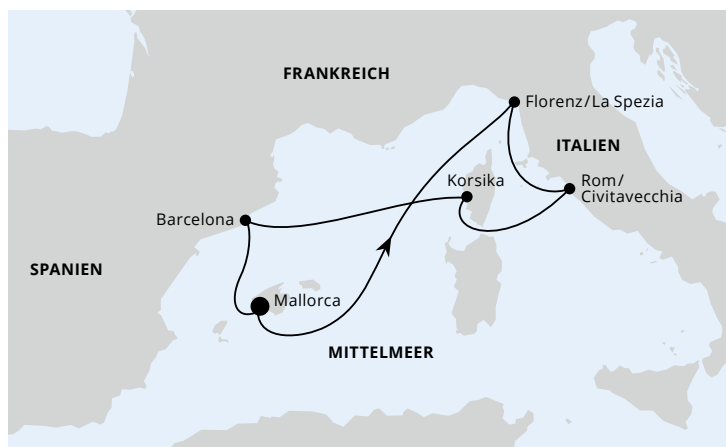 FRANKREICH
Florenz/La Spezia
ITALIEN
Korsika
Rom/
Civitavecchia
Barcelona
SPANIEN
Mallorca
MITTELMEER